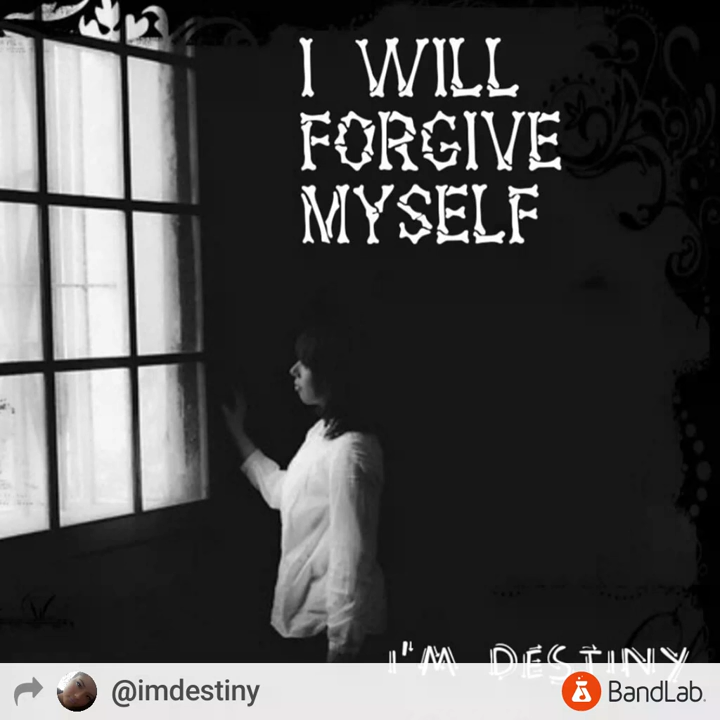 I WILL
FORGIVE
MYSELF
I"M DESTINY
@imdestiny
BandLab.